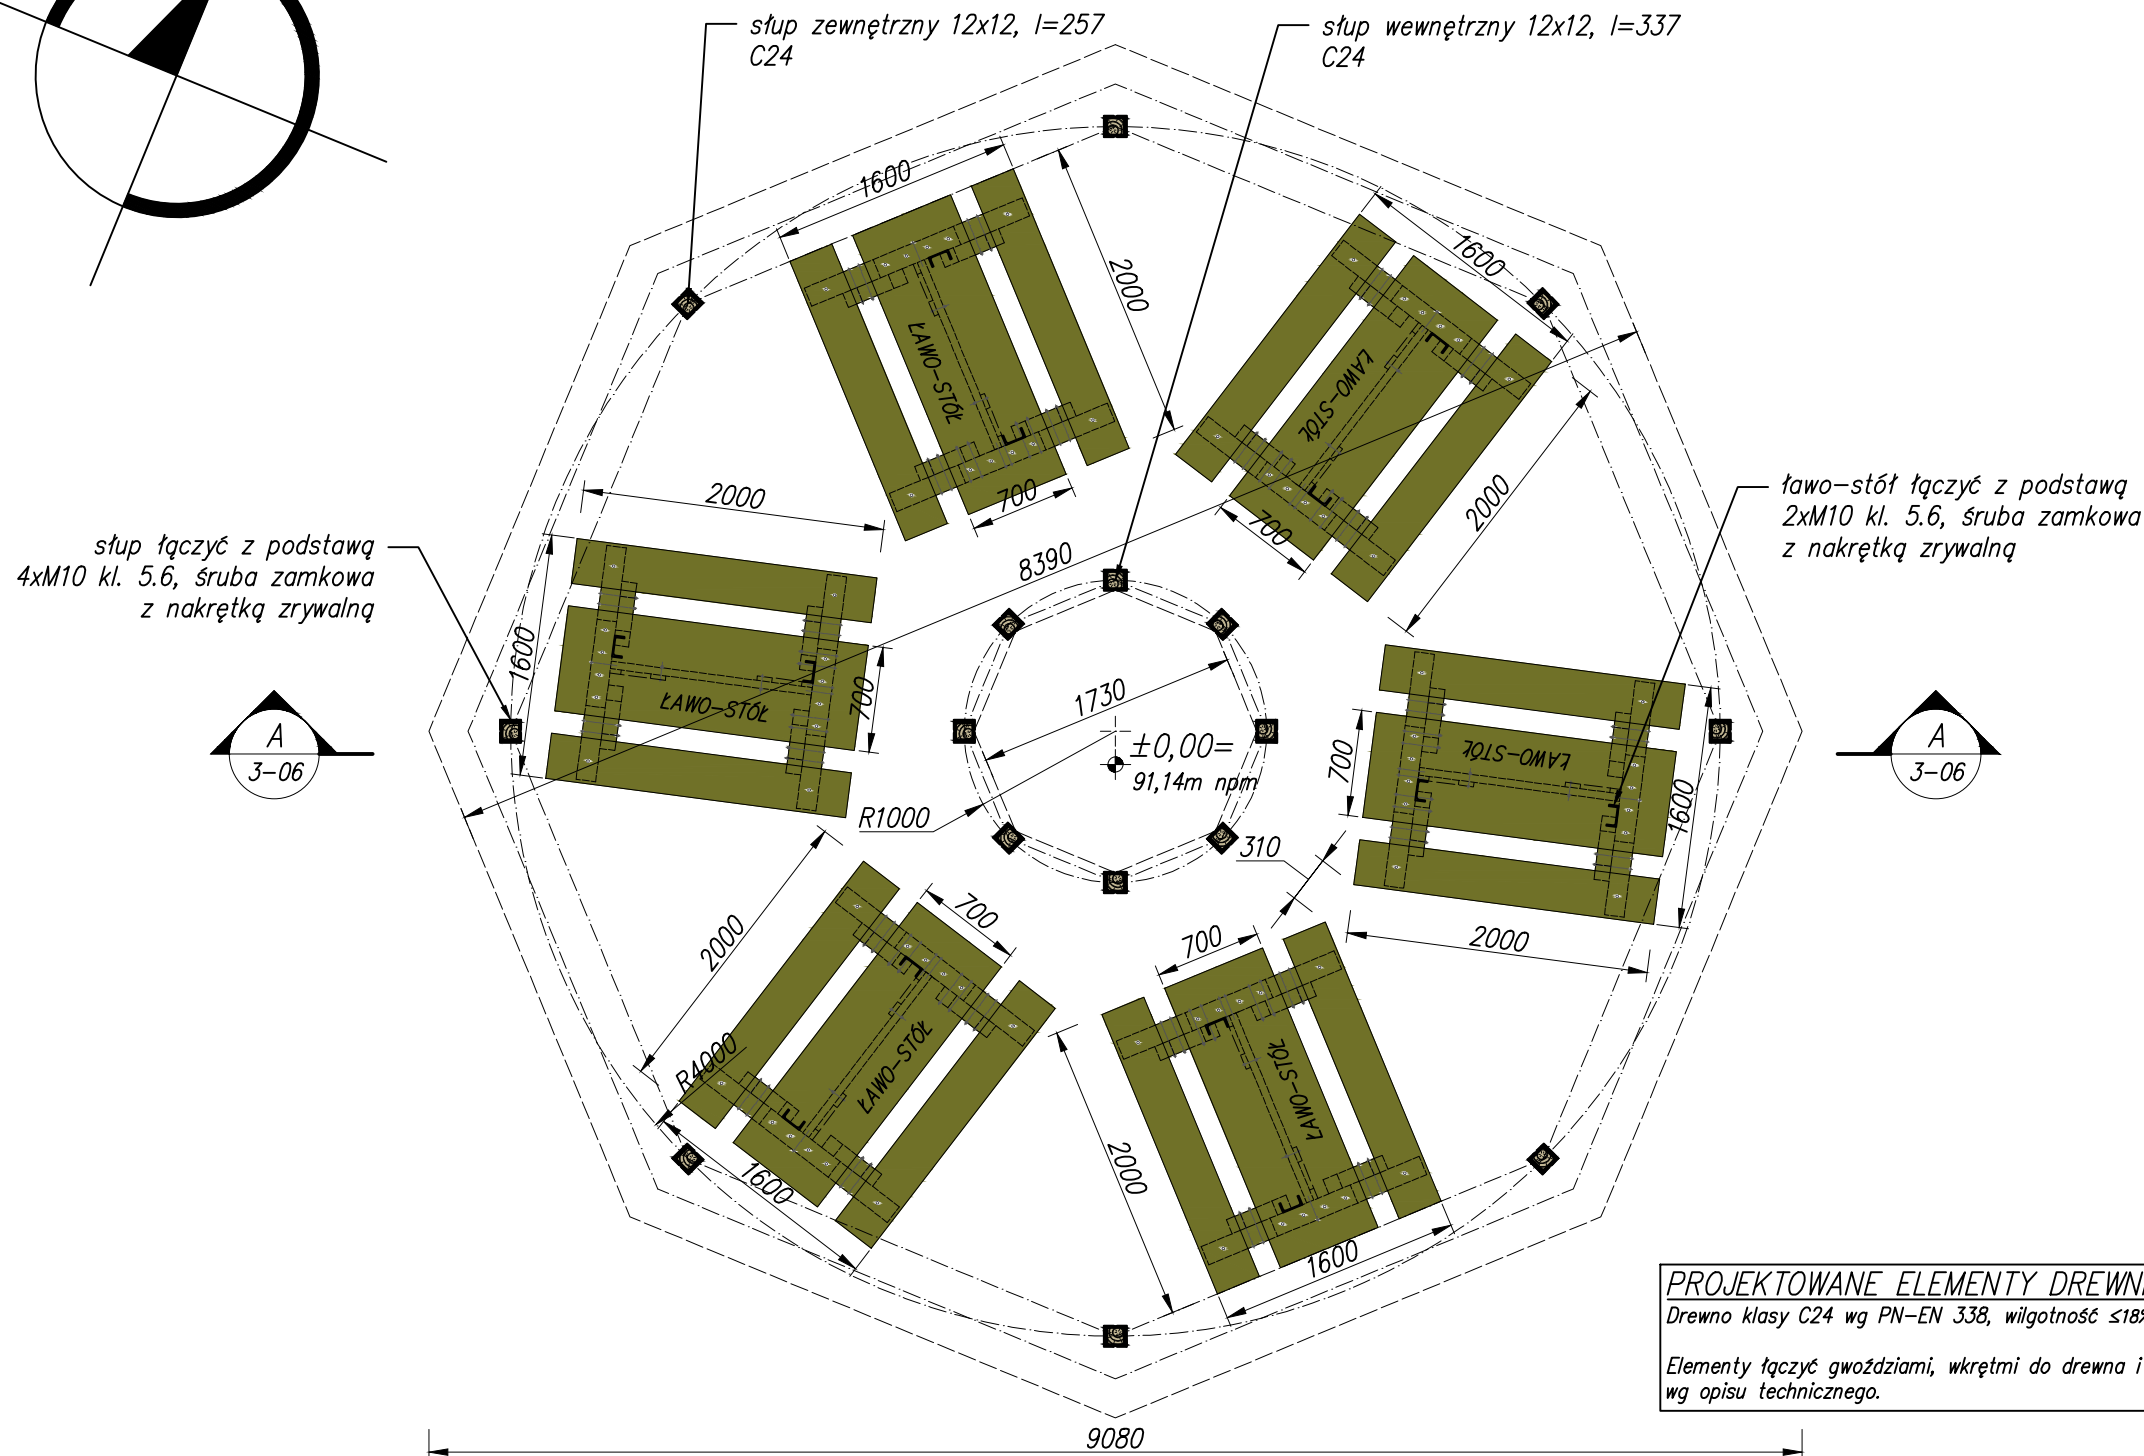 słup zewnętrzny 12x12, l=257
C24
słup wewnętrzny 12x12, l=337
C24
1600
2000
1600
2000
700
700
2000
1600
700
ŁAWO-STÓŁ
ŁAWO-STÓŁ
ŁAWO-STÓŁ
słup łączyć z podstawą
4xM10 kl. 5.6, śruba zamkowa
z nakrętką zrywalną
ławo-stół łączyć z podstawą
2xM10 kl. 5.6, śruba zamkowa
z nakrętką zrywalną
8390
1730
±0,00=
91,14m npm
R1000
310
A
3-06
A
3-06
ŁAWO-STÓŁ
700
1600
2000
2000
700
ŁAWO-STÓŁ
R4000
1600
700
ŁAWO-STÓŁ
2000
1600
PROJEKTOWANE ELEMENTY DREWN
Drewno klasy C24 wg PN-EN 338, wilgotność ≤18%
Elementy łączyć gwoździami, wkrętmi do drewna i
wg opisu technicznego.
9080